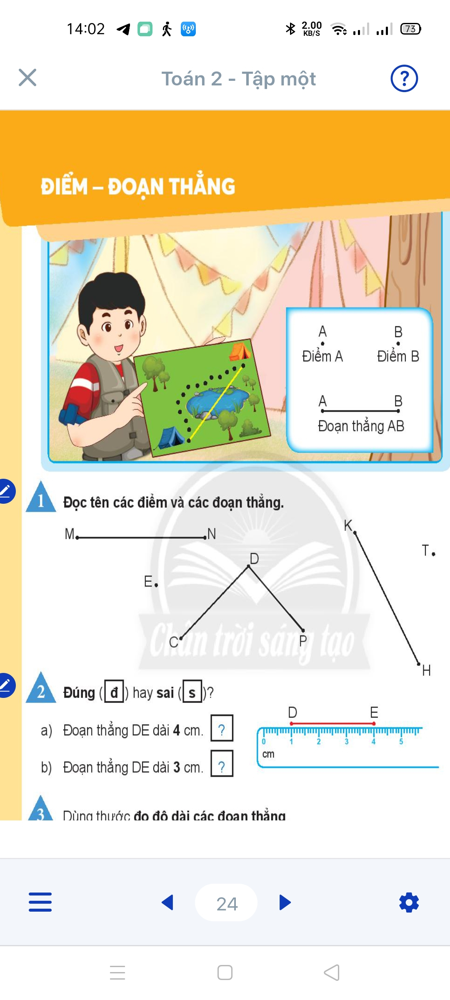 14:02
2.00
KB/S
73
Toán 2 - Tập một
?
ĐIỂM – ĐOẠN THẲNG
A
B
Điểm A
Điểm B
A
B
Đoạn thẳng AB
1 Đọc tên các điểm và các đoạn thẳng.
M
N
K
T
D
E
C
P
H
Chân trời sáng tạo
2 Đúng ( đ ) hay sai ( s )?
D
E
a) Đoạn thẳng DE dài 4 cm. ?
0 1 2 3 4 5
cm
b) Đoạn thẳng DE dài 3 cm. ?
3 Dùng thước đo độ dài các đoạn thẳng
24